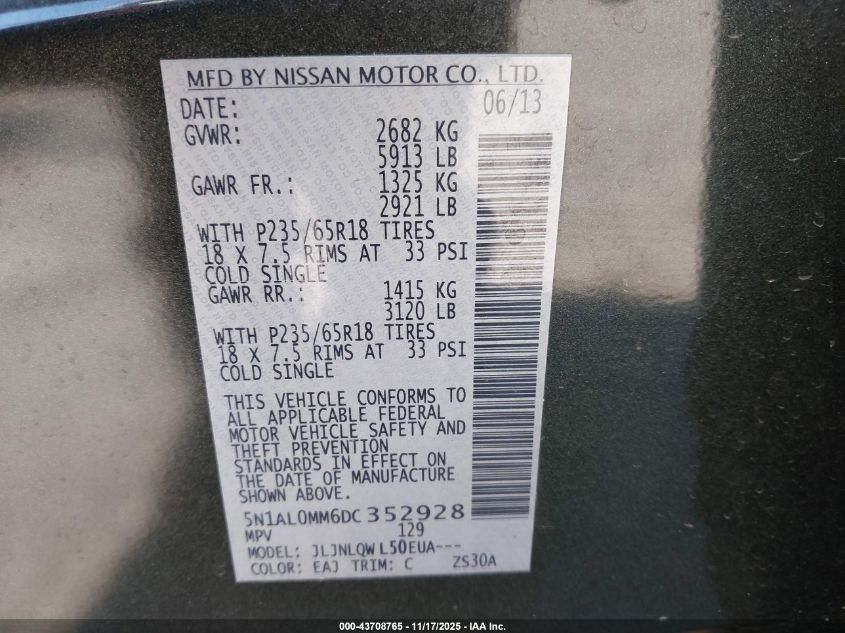 MFD BY NISSAN MOTOR CO., LTD.
DATE: 06/13
GVWR: 2682 KG
5913 LB
GAWR FR.: 1325 KG
2921 LB
WITH P235/65R18 TIRES
18 X 7.5 RIMS AT 33 PSI
COLD SINGLE
GAWR RR.: 1415 KG
3120 LB
WITH P235/65R18 TIRES
18 X 7.5 RIMS AT 33 PSI
COLD SINGLE
THIS VEHICLE CONFORMS TO
ALL APPLICABLE FEDERAL
MOTOR VEHICLE SAFETY AND
THEFT PREVENTION
STANDARDS IN EFFECT ON
THE DATE OF MANUFACTURE
SHOWN ABOVE.
5N1AL0MM6DC352928
MPV 129
MODEL: JLJNLQW L50EUA---
COLOR: EAJ TRIM: C ZS30A
000-43708765 --- 11/17/2025 --- IAA Inc.